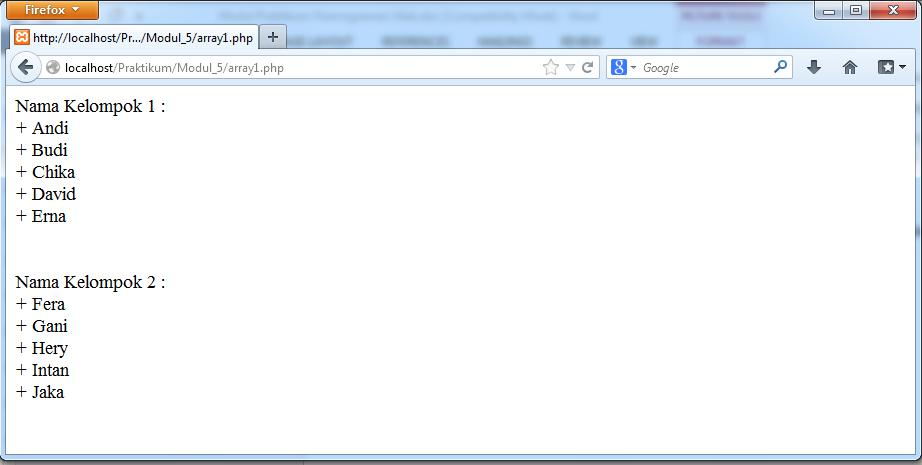 Firefox
http://localhost/Pr.../Modul_5/array1.php
localhost/Praktikum/Modul_5/array1.php
Google
Nama Kelompok 1 :
+ Andi
+ Budi
+ Chika
+ David
+ Erna
Nama Kelompok 2 :
+ Fera
+ Gani
+ Hery
+ Intan
+ Jaka